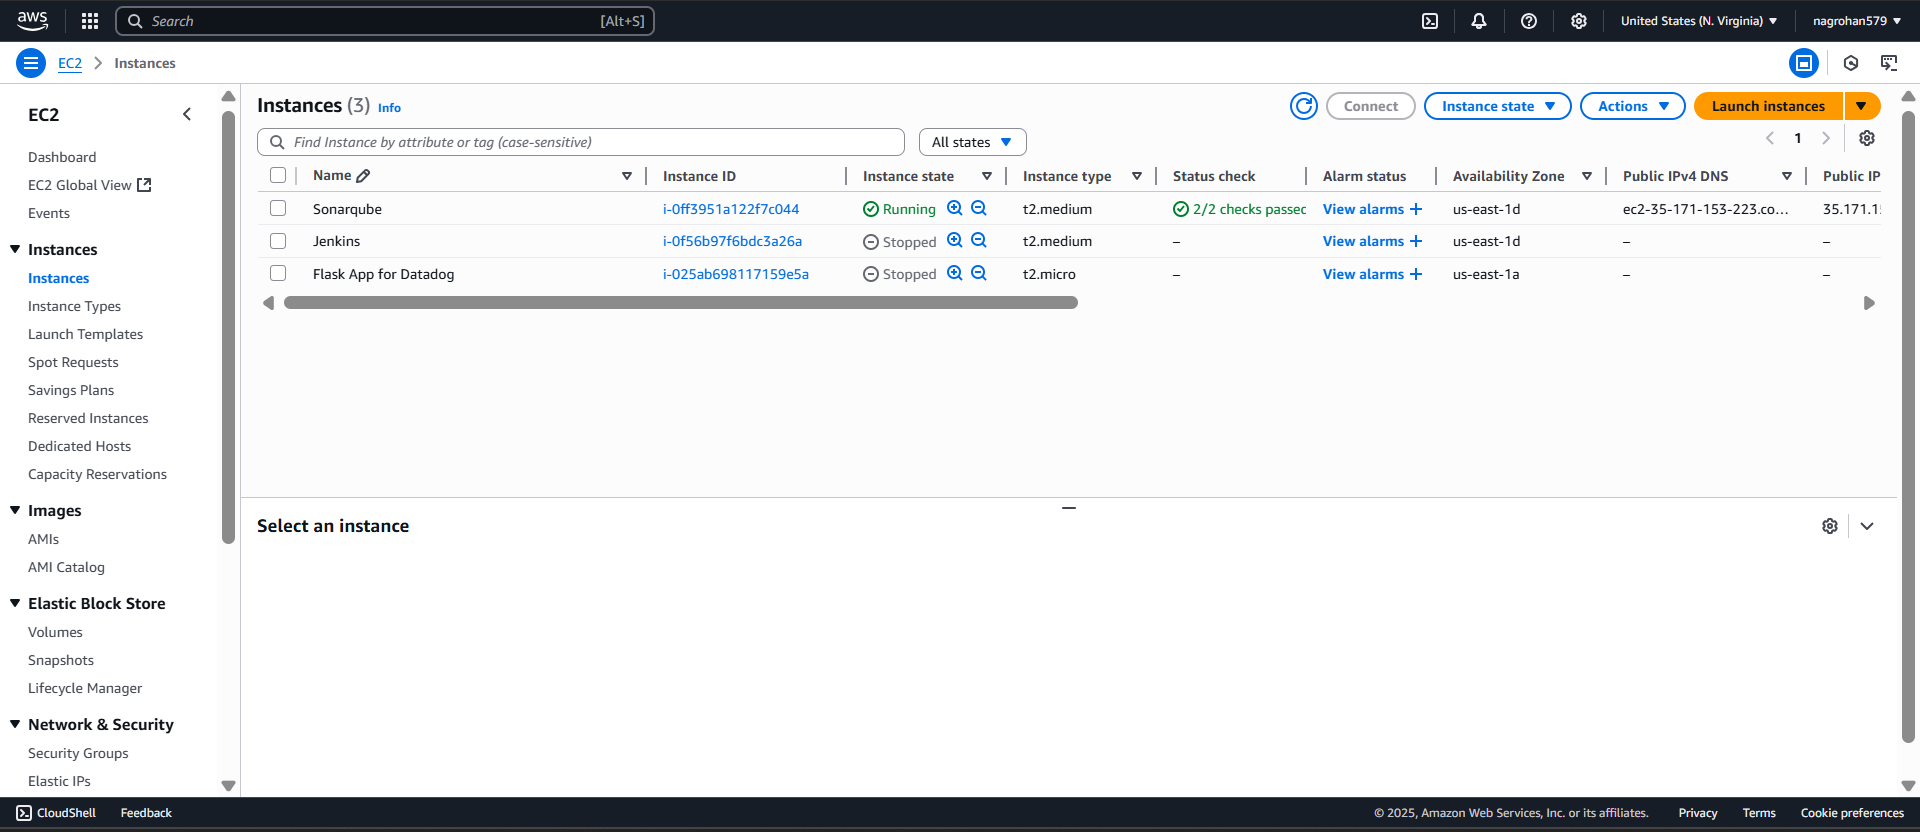 aws Search [Alt+S] United States (N. Virginia) nagrohan579
EC2 Instances
EC2
Dashboard
EC2 Global View
Events
Instances
Instances
Instance Types
Launch Templates
Spot Requests
Savings Plans
Reserved Instances
Dedicated Hosts
Capacity Reservations
Images
AMIs
AMI Catalog
Elastic Block Store
Volumes
Snapshots
Lifecycle Manager
Network & Security
Security Groups
Elastic IPs
Instances (3) Info Connect Instance state Actions Launch instances
Find Instance by attribute or tag (case-sensitive) All states 1
Name Instance ID Instance state Instance type Status check Alarm status Availability Zone Public IPv4 DNS Public IP
Sonarqube i-0ff3951a122f7c044 Running t2.medium 2/2 checks passed View alarms + us-east-1d ec2-35-171-153-223.co... 35.171.1
Jenkins i-0f56b97f6bdc3a26a Stopped t2.medium – View alarms + us-east-1d – –
Flask App for Datadog i-025ab698117159e5a Stopped t2.micro – View alarms + us-east-1a – –
Select an instance
CloudShell Feedback © 2025, Amazon Web Services, Inc. or its affiliates. Privacy Terms Cookie preferences